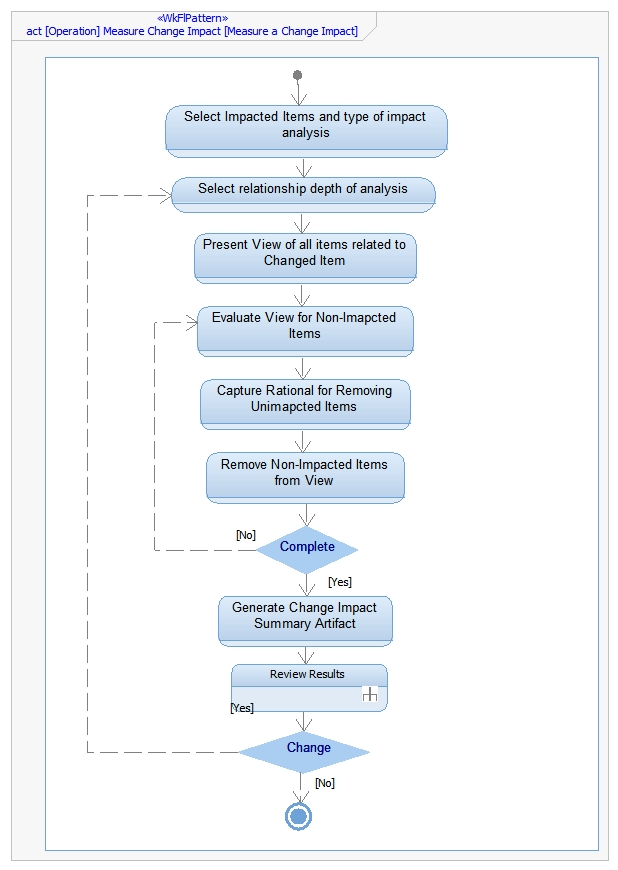 «WkFlPattern»
act [Operation] Measure Change Impact [Measure a Change Impact]
Select Impacted Items and type of impact
analysis
Select relationship depth of analysis
Present View of all items related to
Changed Item
Evaluate View for Non-Imapcted
Items
Capture Rational for Removing
Unimapcted Items
Remove Non-Impacted Items
from View
[No]
Complete
[Yes]
Generate Change Impact
Summary Artifact
Review Results
[Yes]
Change
[No]